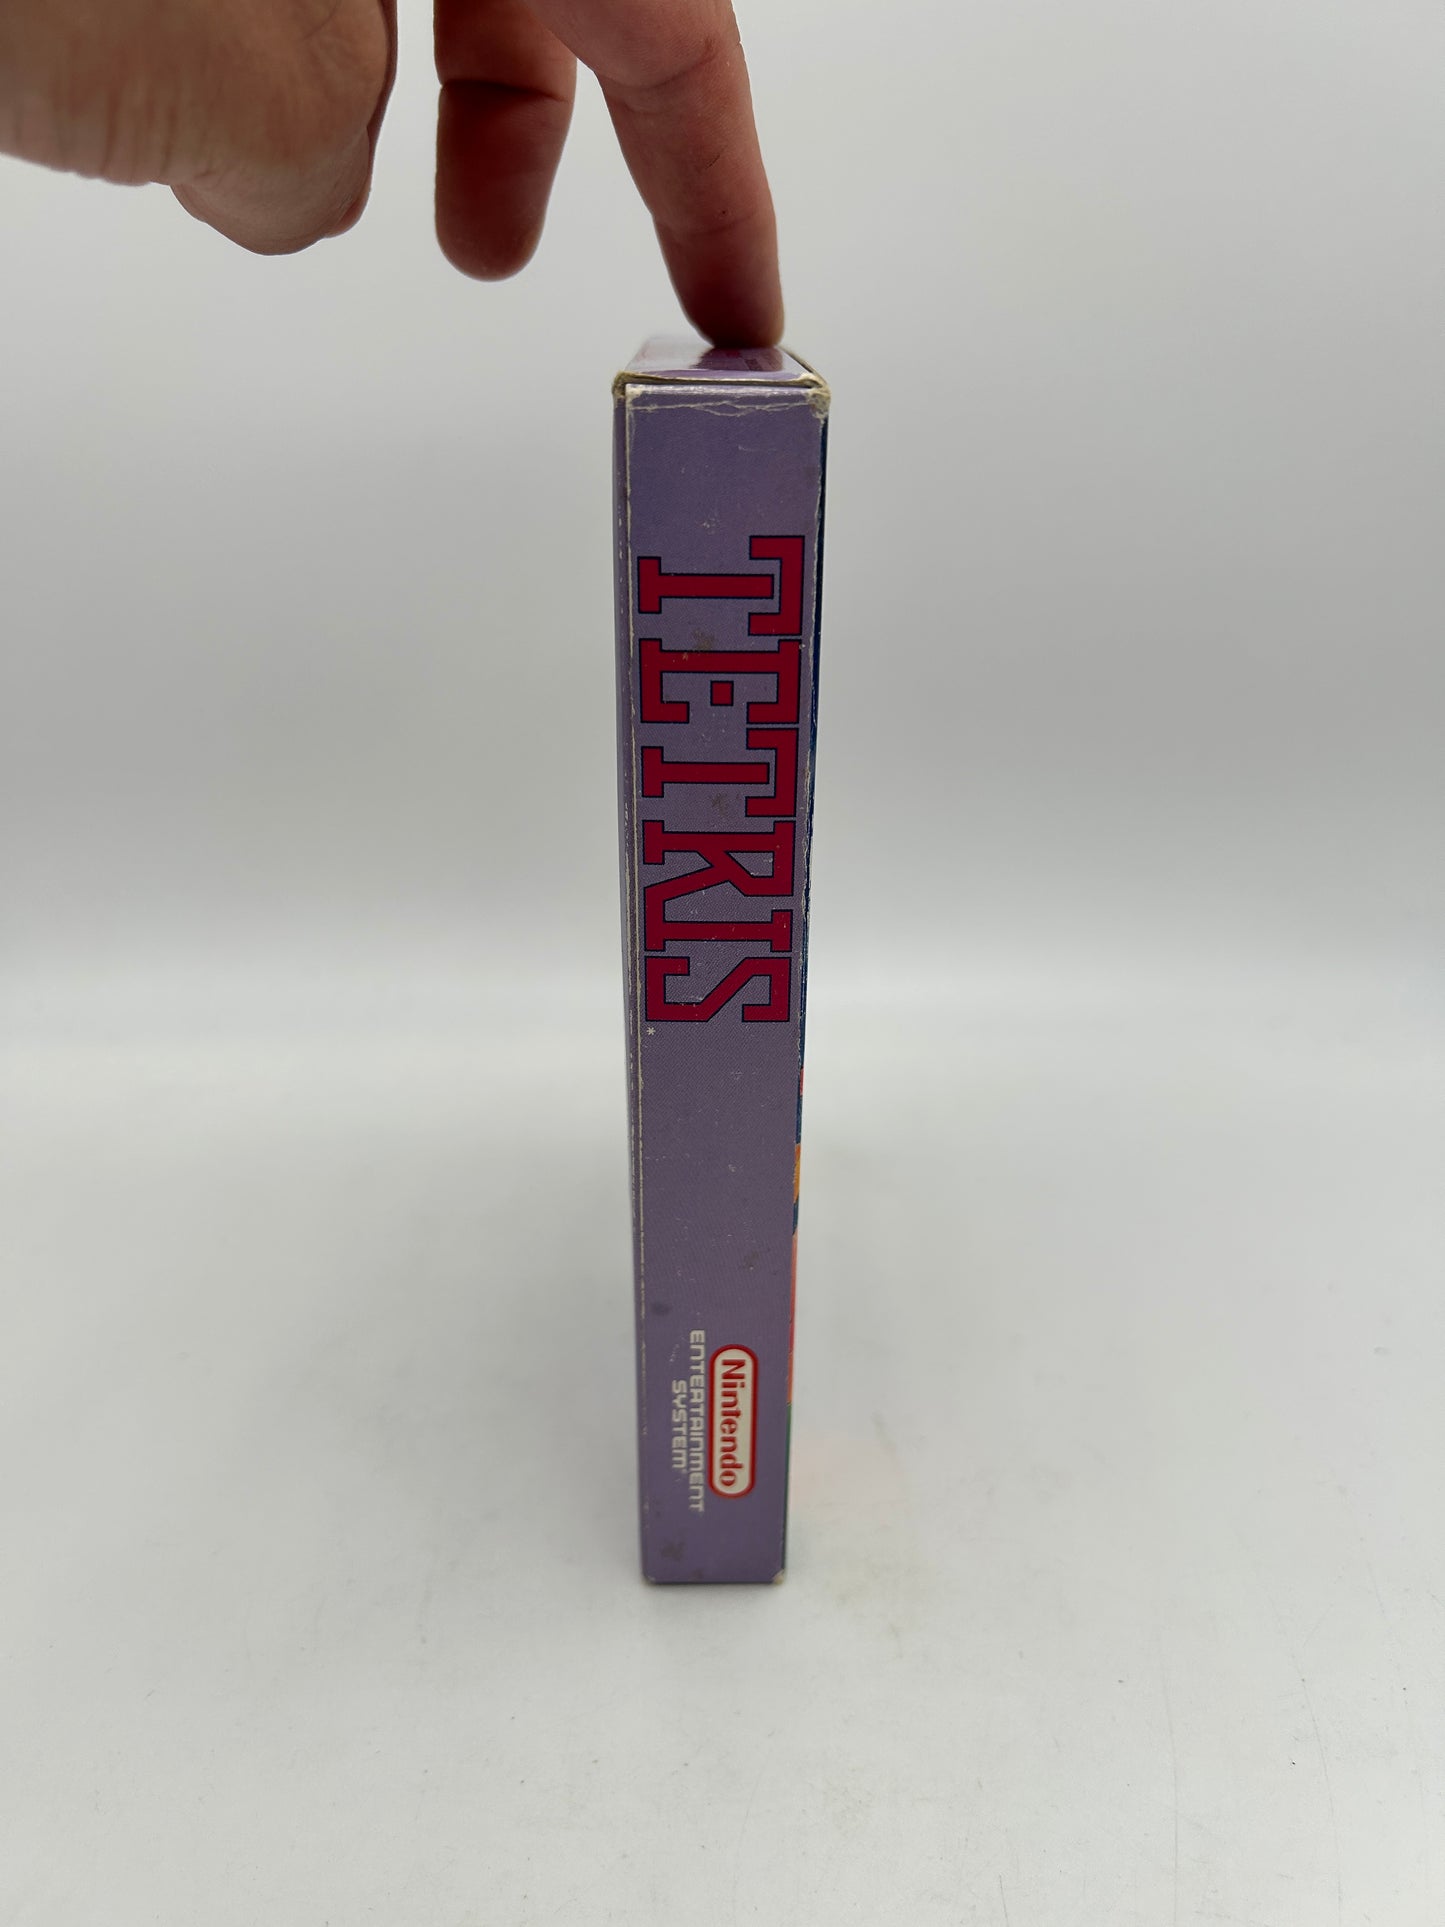 TETRIS*
Nintendo
ENTERTAINMENT
SYSTEM®